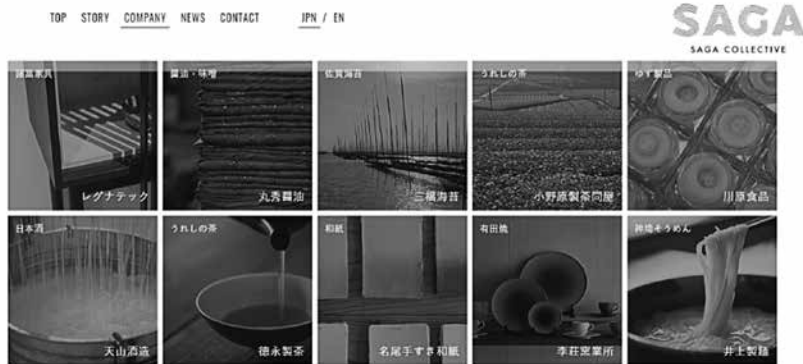 TOP STORY COMPANY NEWS CONTACT JPN / EN
SAGA
SAGA COLLECTIVE
諸富家具
レグナテック
醤油・味噌
丸秀醤油
佐賀海苔
三福海苔
うれしの茶
小野原製茶問屋
ゆず製品
川原食品
日本酒
天山酒造
うれしの茶
徳永製茶
和紙
名尾手すき和紙
有田焼
李荘窯業所
神埼そうめん
井上製麺